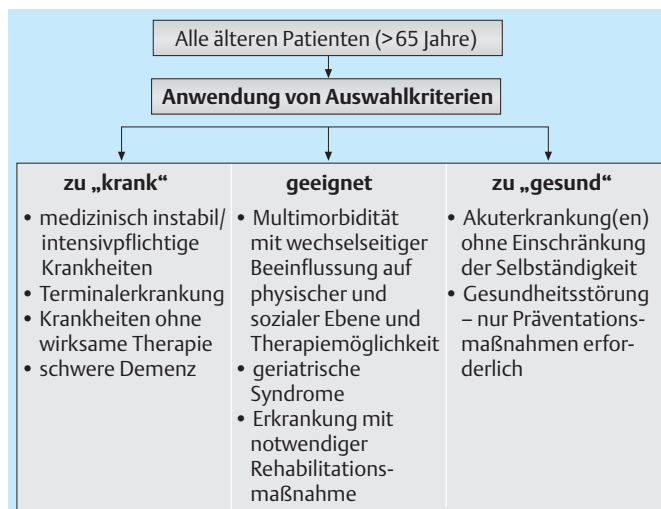 Alle älteren Patienten (>65 Jahre)
Anwendung von Auswahlkriterien
zu „krank“
• medizinisch instabil/
intensivpflichtige
Krankheiten
• Terminalerkrankung
• Krankheiten ohne
wirksame Therapie
• schwere Demenz
geeignet
• Multimorbidität
mit wechselseitiger
Beeinflussung auf
physischer und
sozialer Ebene und
Therapiemöglichkeit
• geriatrische
Syndrome
• Erkrankung mit
notwendiger
Rehabilitations-
maßnahme
zu „gesund“
• Akuterkrankung(en)
ohne Einschränkung
der Selbständigkeit
• Gesundheitsstörung
– nur Präventations-
maßnahmen erfor-
derlich